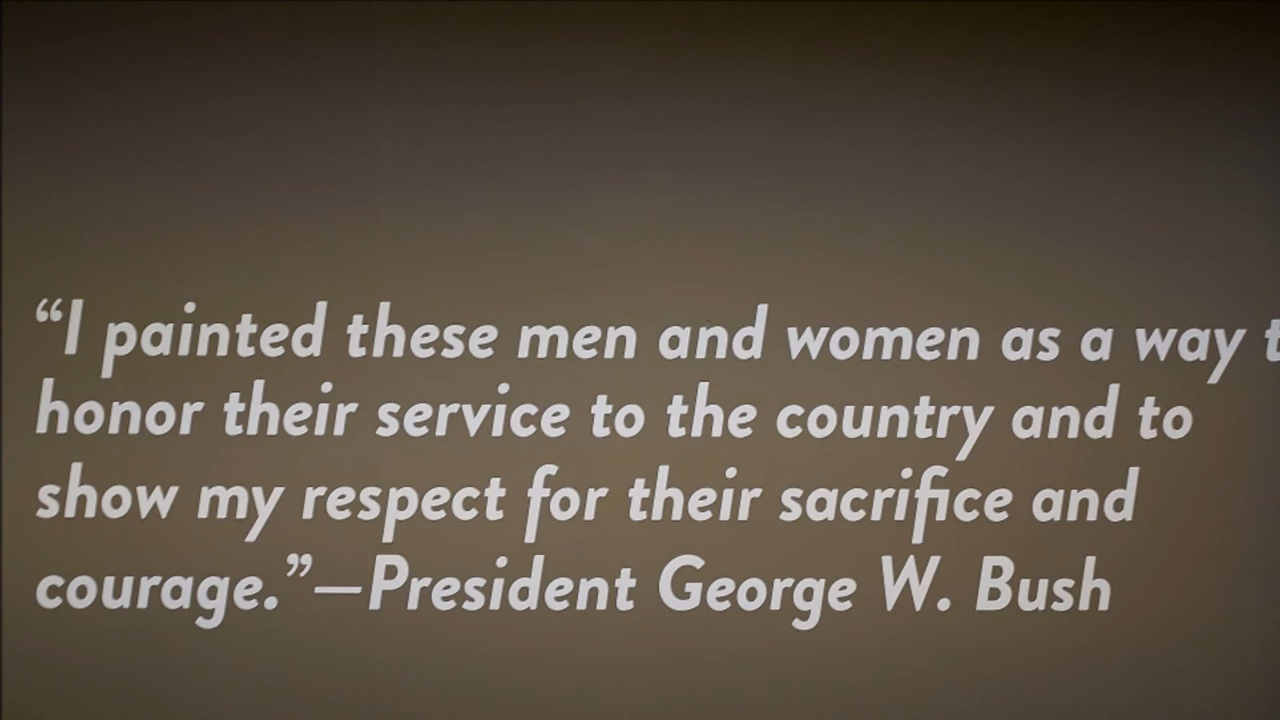 “I painted these men and women as a way t
honor their service to the country and to
show my respect for their sacrifice and
courage.”—President George W. Bush